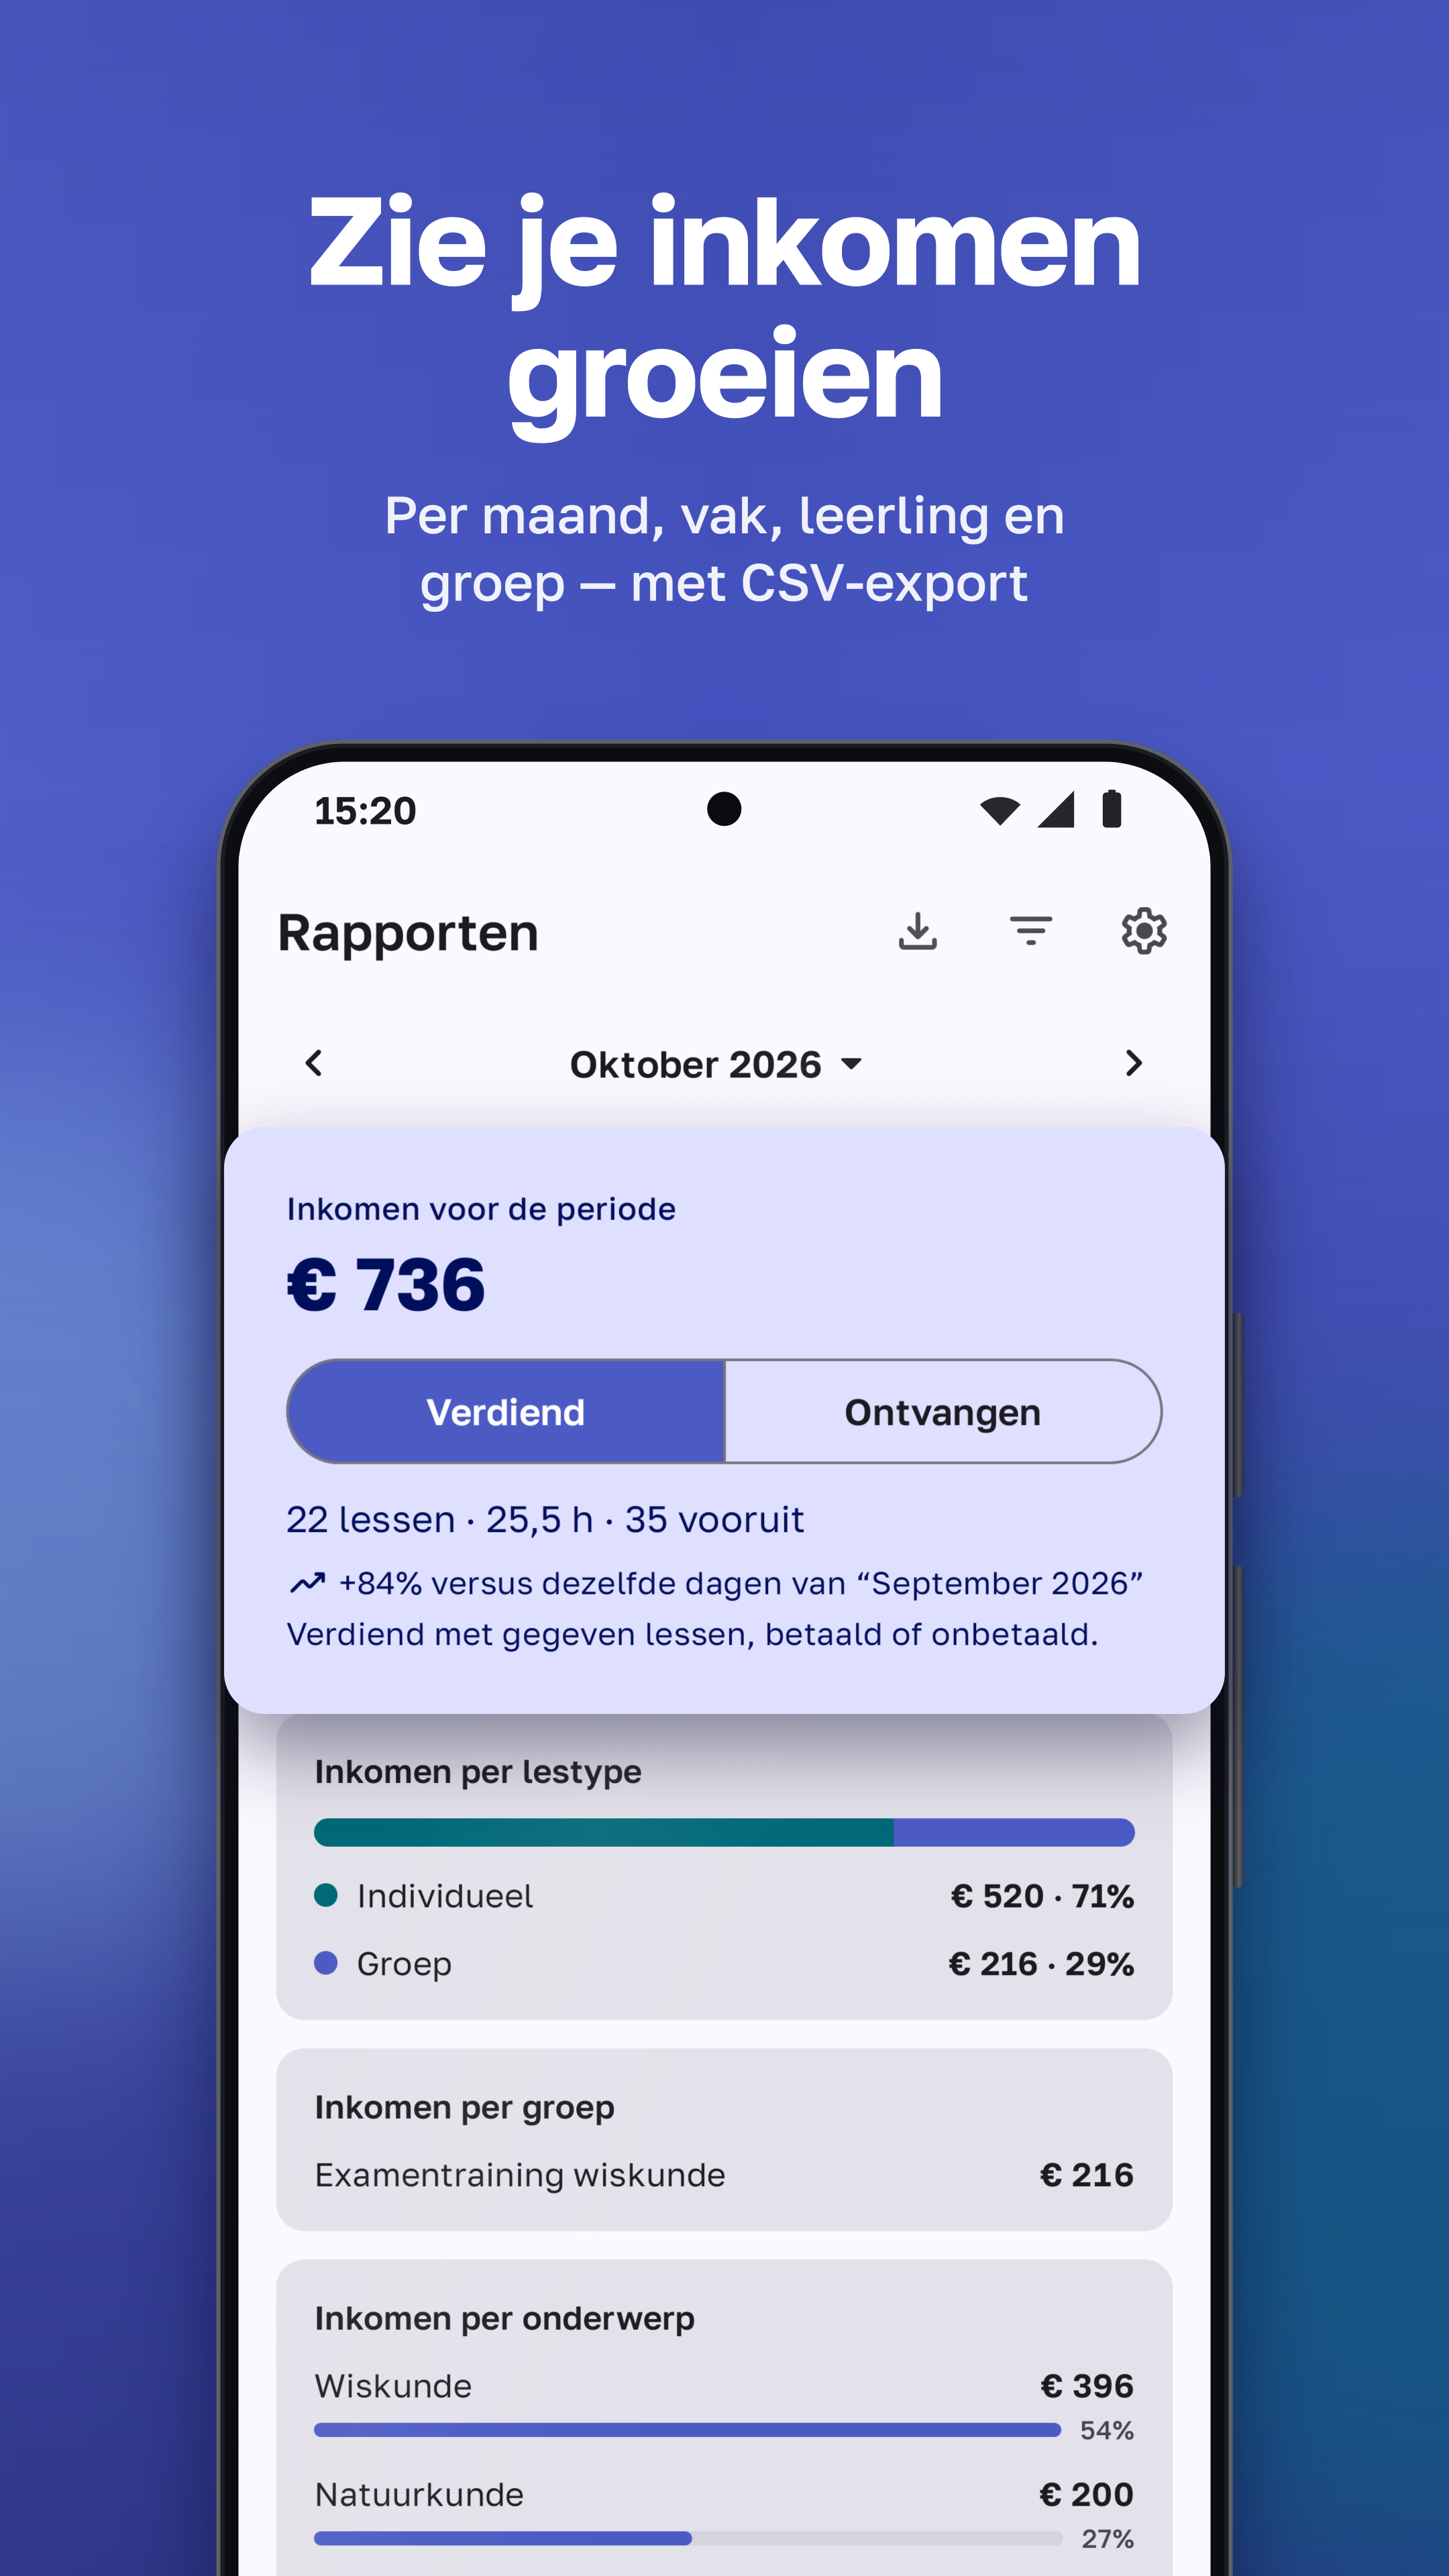 Zie je inkomen
groeien
Per maand, vak, leerling en
groep — met CSV-export
15:20
Rapporten
Oktober 2026
Inkomen voor de periode
€ 736
Verdiend
Ontvangen
22 lessen · 25,5 h · 35 vooruit
+84% versus dezelfde dagen van “September 2026”
Verdiend met gegeven lessen, betaald of onbetaald.
Inkomen per lestype
Individueel € 520 · 71%
Groep € 216 · 29%
Inkomen per groep
Examentraining wiskunde € 216
Inkomen per onderwerp
Wiskunde € 396
54%
Natuurkunde € 200
27%